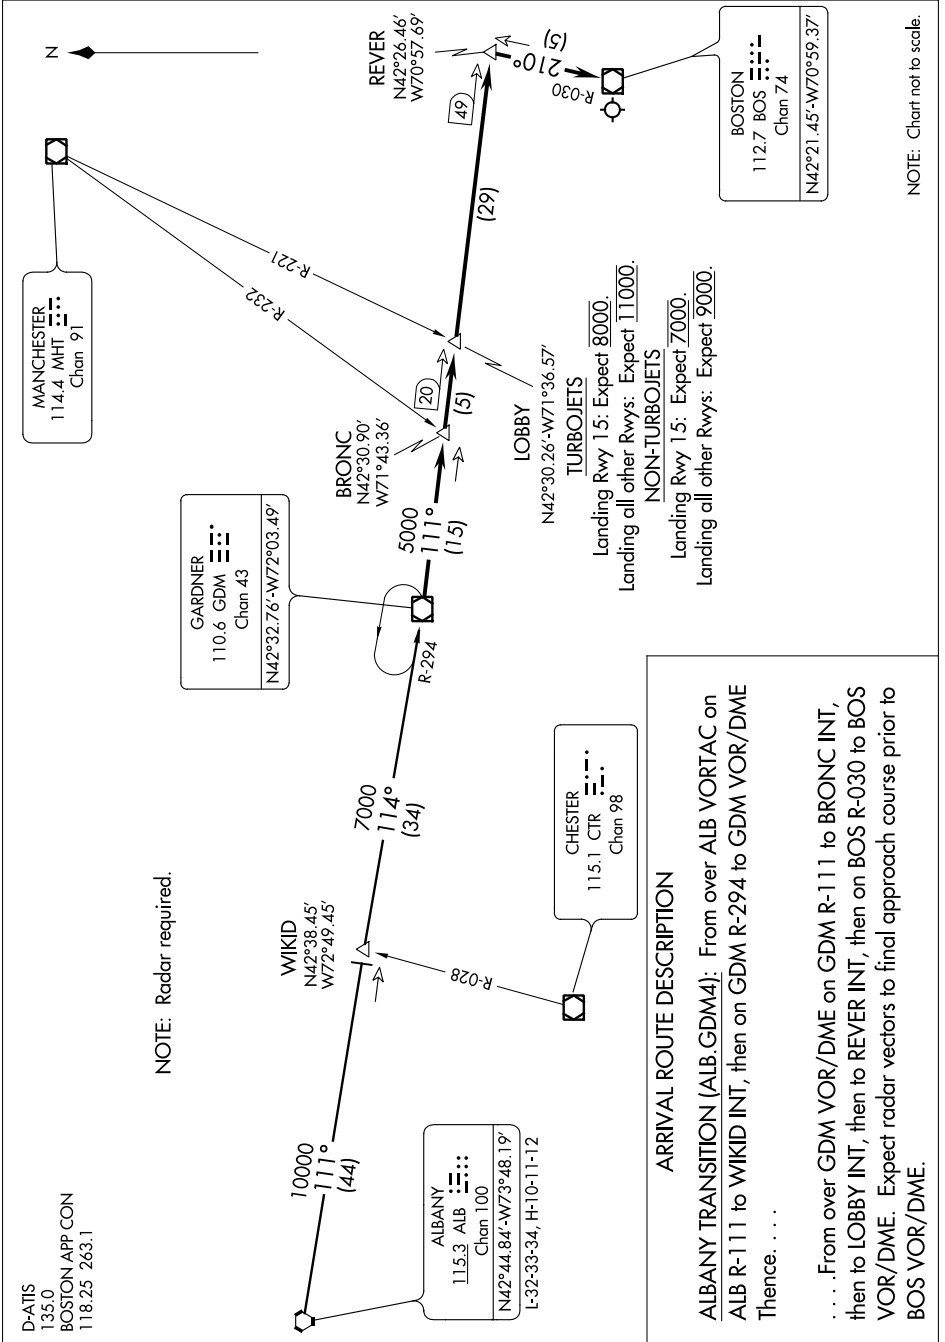 D-ATIS
135.0
BOSTON APP CON
118.25 263.1
NOTE: Radar required.
N
ALBANY
115.3 ALB
Chan 100
N42°44.84'-W73°48.19'
L-32-33-34, H-10-11-12
10000
111°
(44)
WIKID
N42°38.45'
W72°49.45'
R-028
CHESTER
115.1 CTR
Chan 98
7000
114°
(34)
R-294
GARDNER
110.6 GDM
Chan 43
N42°32.76'-W72°03.49'
5000
111°
(15)
BRONC
N42°30.90'
W71°43.36'
MANCHESTER
114.4 MHT
Chan 91
R-232
R-221
20
(5)
LOBBY
N42°30.26'-W71°36.57'
TURBOJETS
Landing Rwy 15: Expect 8000.
Landing all other Rwys: Expect 11000.
NON-TURBOJETS
Landing Rwy 15: Expect 7000.
Landing all other Rwys: Expect 9000.
(29)
49
REVER
N42°26.46'
W70°57.69'
(5)
210°
R-030
BOSTON
112.7 BOS
Chan 74
N42°21.45'-W70°59.37'
NOTE: Chart not to scale.
ARRIVAL ROUTE DESCRIPTION
ALBANY TRANSITION (ALB.GDM4): From over ALB VORTAC on
ALB R-111 to WIKID INT, then on GDM R-294 to GDM VOR/DME
Thence. . . .
. . . .From over GDM VOR/DME on GDM R-111 to BRONC INT,
then to LOBBY INT, then to REVER INT, then on BOS R-030 to BOS
VOR/DME. Expect radar vectors to final approach course prior to
BOS VOR/DME.